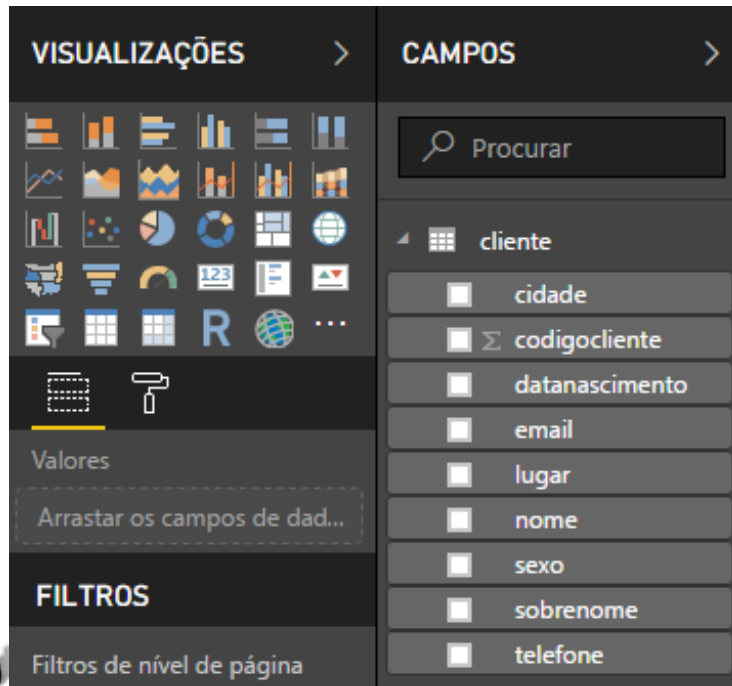 VISUALIZAÇÕES
123
R
Valores
Arrastar os campos de dad...
FILTROS
Filtros de nível de página
CAMPOS
Procurar
cliente
cidade
Σ codigocliente
datanascimento
email
lugar
nome
sexo
sobrenome
telefone